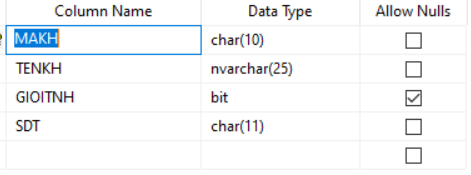 Column Name Data Type Allow Nulls
MAKH char(10)
TENKH nvarchar(25)
GIOITNH bit
SDT char(11)